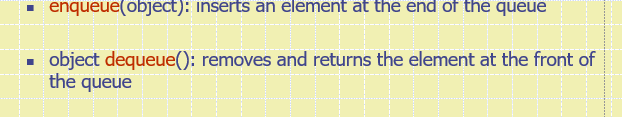 ▪ enqueue(object): inserts an element at the end of the queue
▪ object dequeue(): removes and returns the element at the front of
the queue